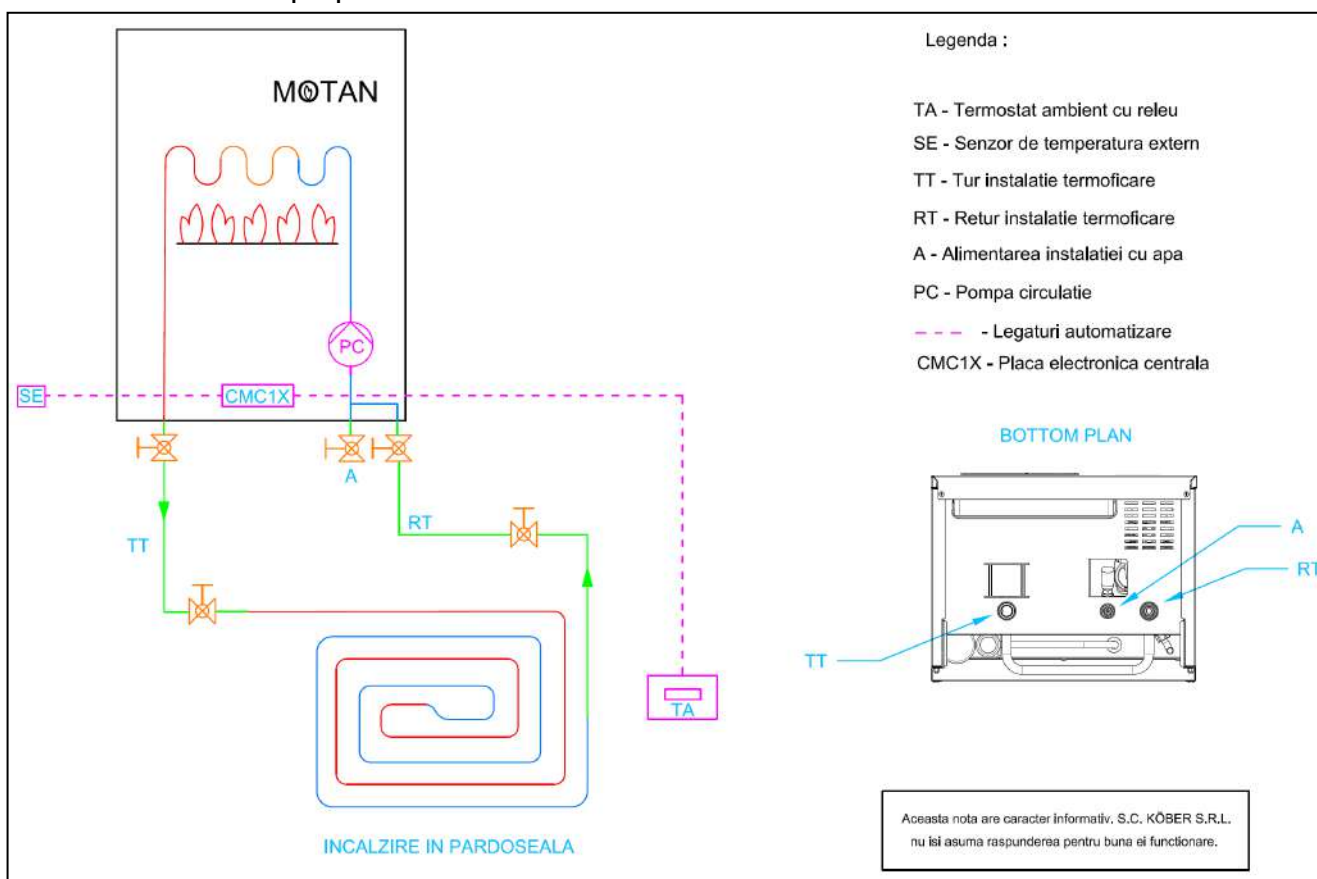 MOTAN
PC
SE
CMC1X
A
TT
RT
TA
INCALZIRE IN PARDOSEALA
Legenda :
TA - Termostat ambient cu releu
SE - Senzor de temperatura extern
TT - Tur instalatie termoficare
RT - Retur instalatie termoficare
A - Alimentarea instalatiei cu apa
PC - Pompa circulatie
- Legaturi automatizare
CMC1X - Placa electronica centrala
BOTTOM PLAN
A
RT
TT
Aceasta nota are caracter informativ. S.C. KÖBER S.R.L.
nu isi asuma raspunderea pentru buna ei functionare.